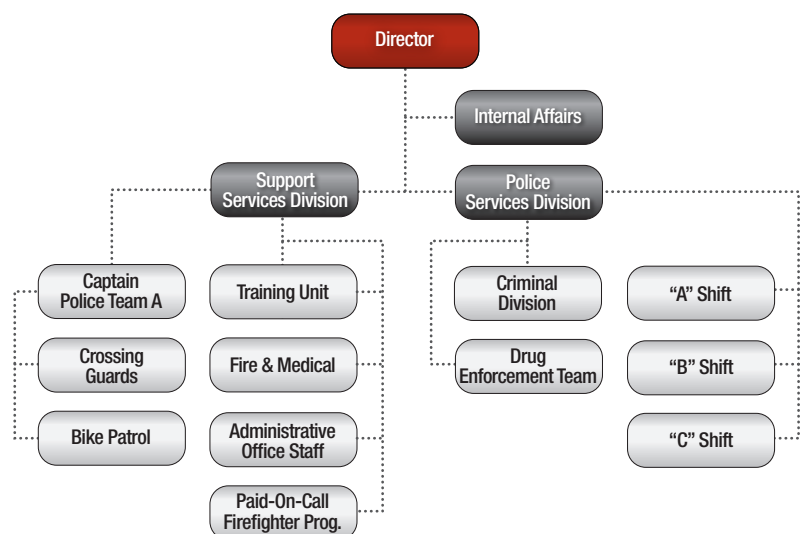 Director
Internal Affairs
Support
Services Division
Police
Services Division
Captain
Police Team A
Training Unit
Criminal
Division
“A” Shift
Crossing
Guards
Fire & Medical
Drug
Enforcement Team
“B” Shift
Bike Patrol
Administrative
Office Staff
“C” Shift
Paid-On-Call
Firefighter Prog.